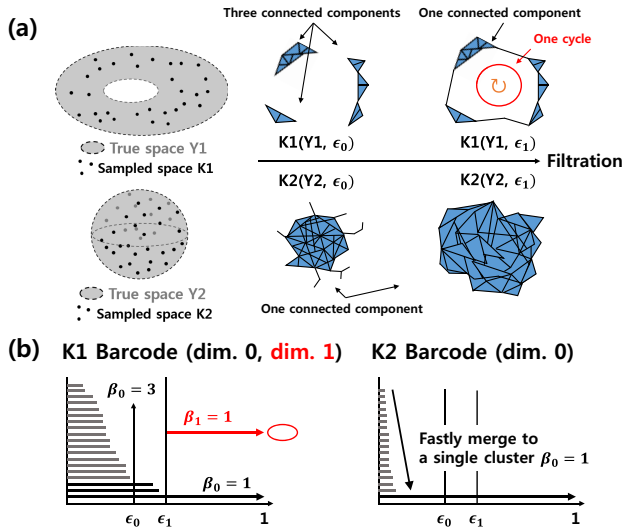 (a)
Three connected components
One connected component
One cycle
↻
True space Y1
Sampled space K1
K1(Y1, ϵ₀)
K1(Y1, ϵ₁)
Filtration
K2(Y2, ϵ₀)
K2(Y2, ϵ₁)
True space Y2
Sampled space K2
One connected component
(b)
K1 Barcode (dim. 0, dim. 1)
K2 Barcode (dim. 0)
β₀ = 3
β₁ = 1
β₀ = 1
ϵ₀
ϵ₁
1
Fastly merge to
a single cluster β₀ = 1
ϵ₀
ϵ₁
1